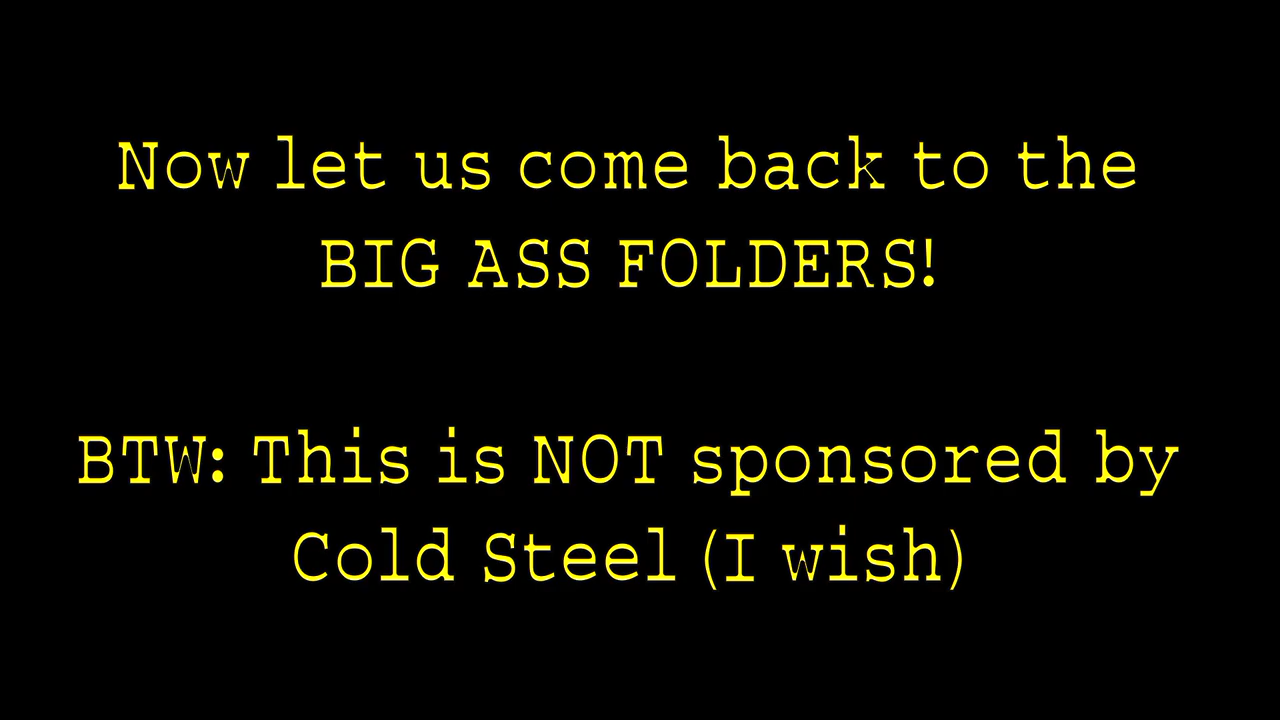 Now let us come back to the
BIG ASS FOLDERS!
BTW: This is NOT sponsored by
Cold Steel (I wish)